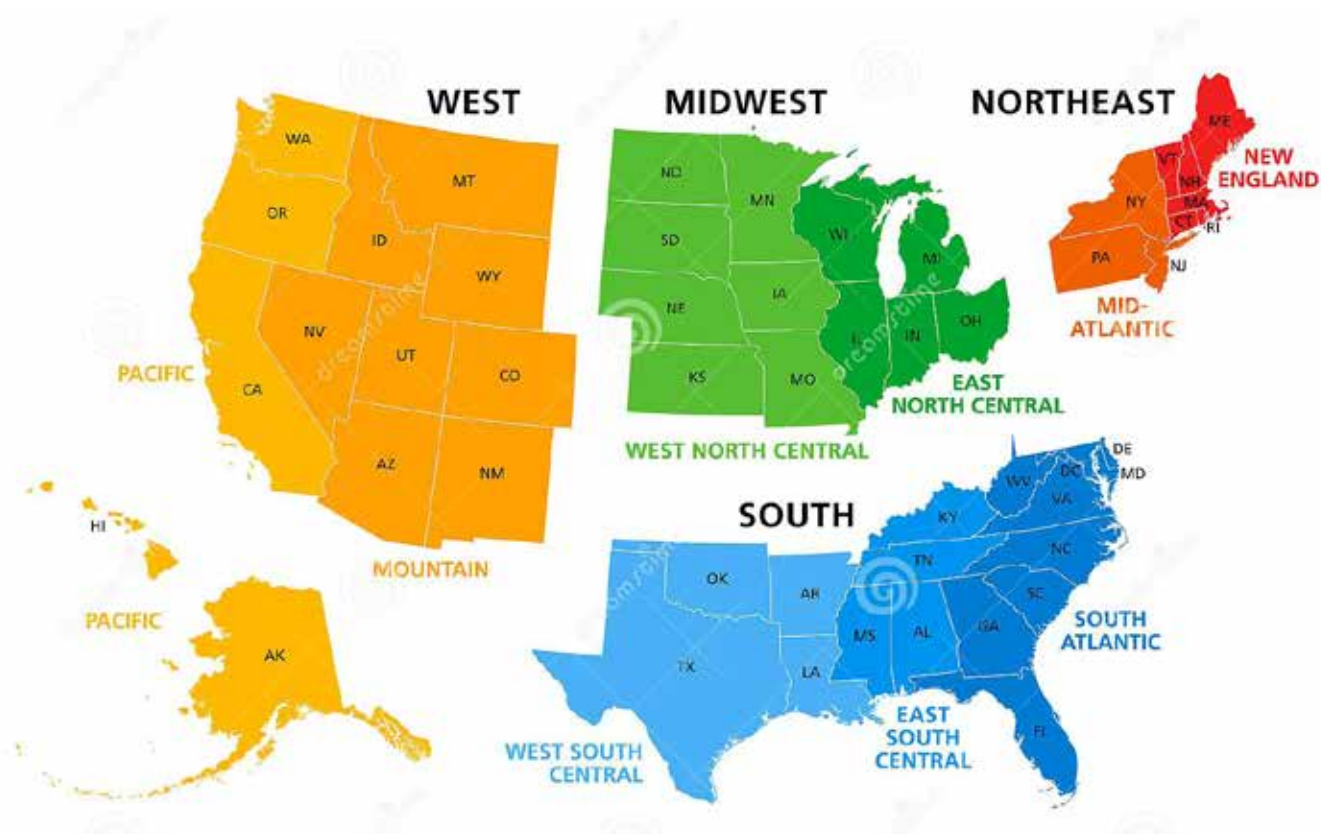 WEST
MIDWEST
NORTHEAST
WA
OR
CA
MT
ID
WY
NV
UT
CO
AZ
NM
PACIFIC
MOUNTAIN
HI
PACIFIC
AK
ND
SD
NE
KS
MN
IA
MO
WI
MI
IL
IN
OH
WEST NORTH CENTRAL
EAST
NORTH CENTRAL
ME
VT
NH
MA
CT
RI
NY
PA
NJ
NEW
ENGLAND
MID-
ATLANTIC
SOUTH
OK
AR
TX
LA
WEST SOUTH
CENTRAL
KY
TN
MS
AL
EAST
SOUTH
CENTRAL
DE
MD
DC
WV
VA
NC
SC
GA
FL
SOUTH
ATLANTIC
dreamstime
dreamstime